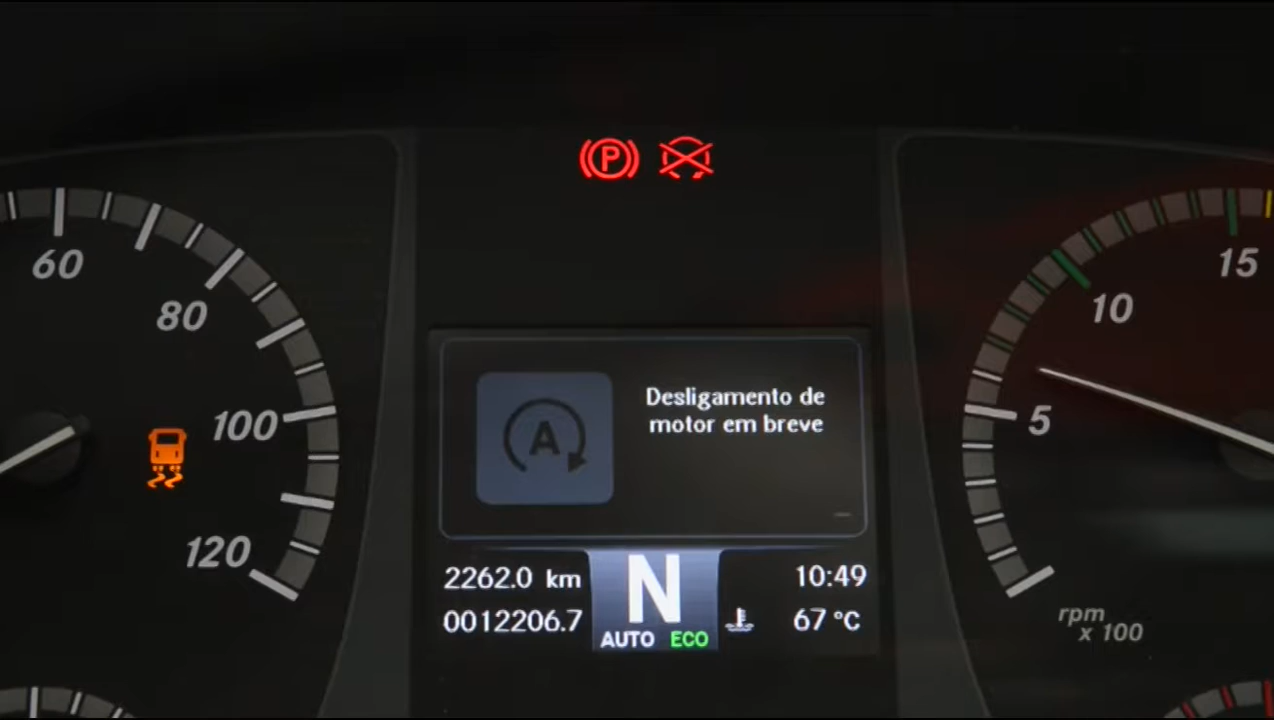 P
60
80
100
120
A
Desligamento de
motor em breve
2262.0 km
0012206.7
N
AUTO ECO
10:49
67 °C
5
10
15
rpm
x 100